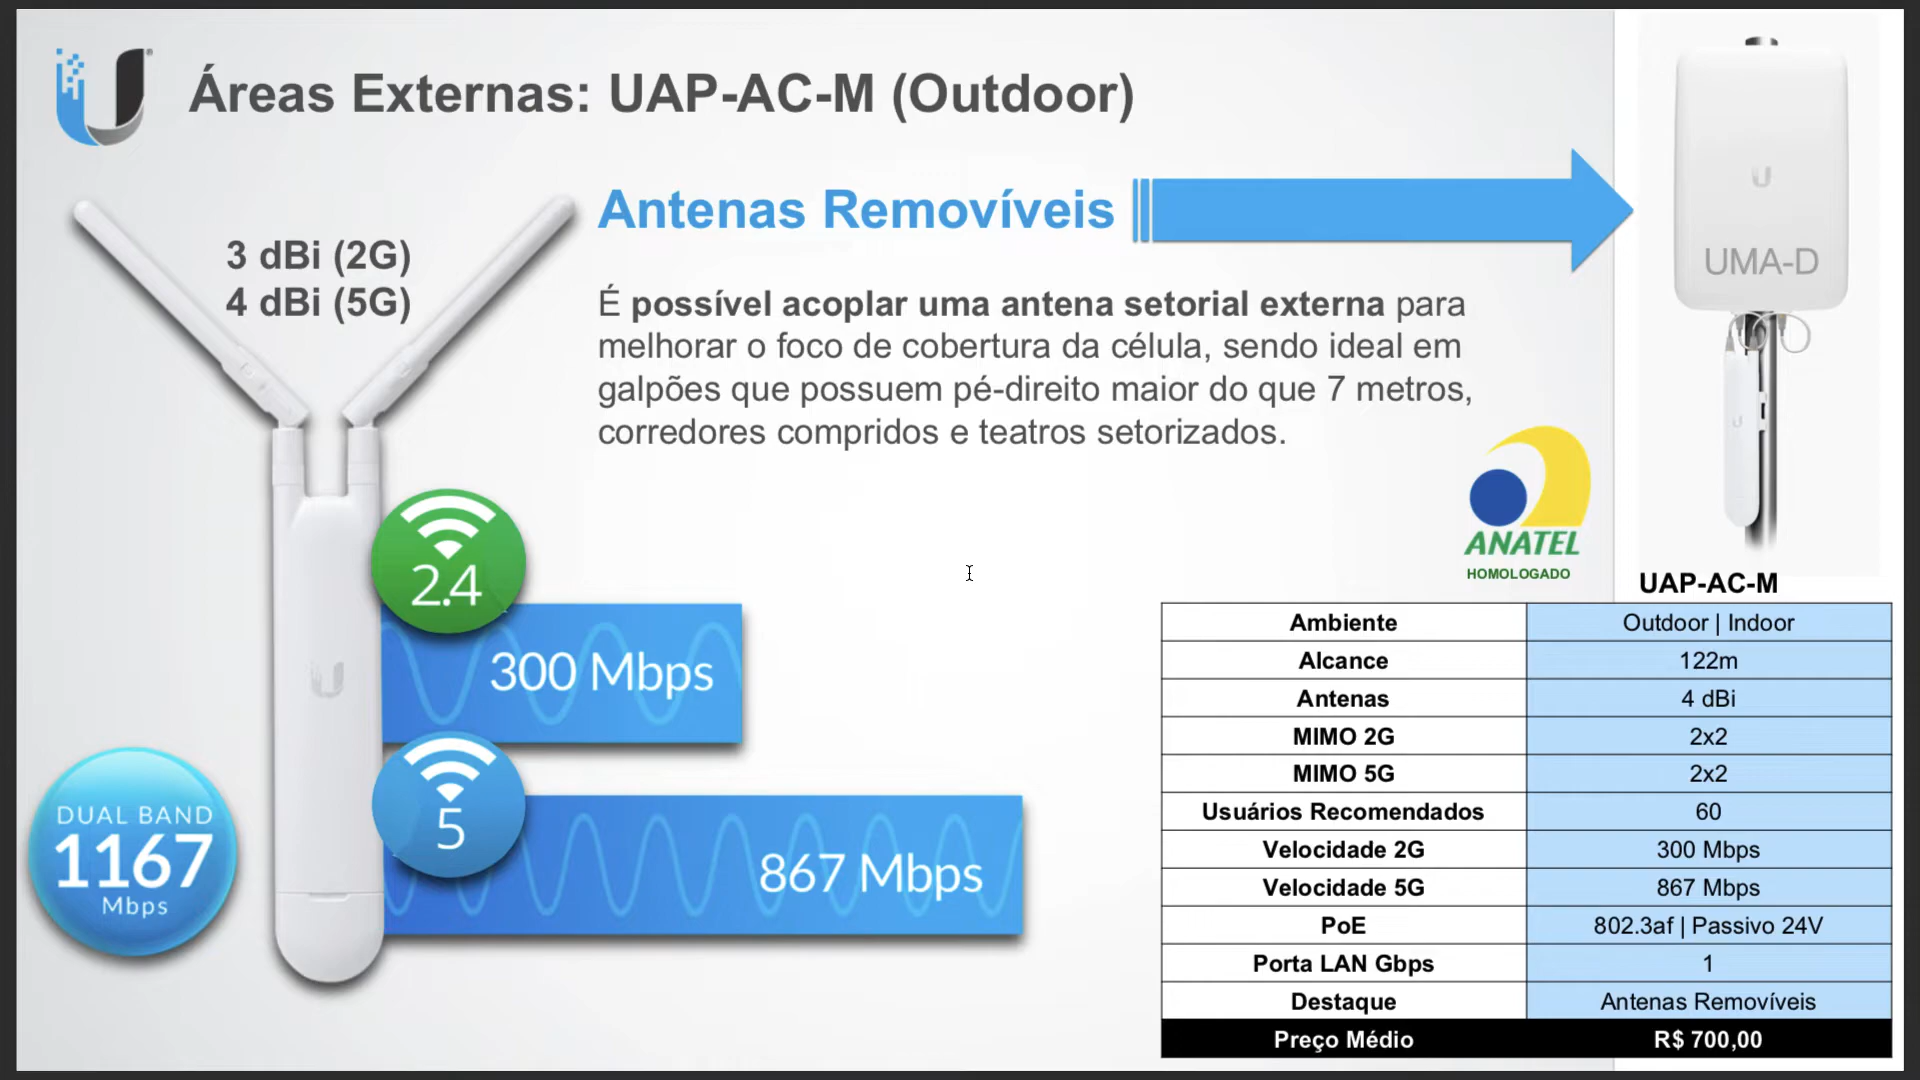 Áreas Externas: UAP-AC-M (Outdoor)
3 dBi (2G)
4 dBi (5G)
Antenas Removíveis
UMA-D
É possível acoplar uma antena setorial externa para
melhorar o foco de cobertura da célula, sendo ideal em
galpões que possuem pé-direito maior do que 7 metros,
corredores compridos e teatros setorizados.
ANATEL
HOMOLOGADO
2.4
300 Mbps
5
867 Mbps
DUAL BAND
1167
Mbps
UAP-AC-M
Ambiente Outdoor | Indoor
Alcance 122m
Antenas 4 dBi
MIMO 2G 2x2
MIMO 5G 2x2
Usuários Recomendados 60
Velocidade 2G 300 Mbps
Velocidade 5G 867 Mbps
PoE 802.3af | Passivo 24V
Porta LAN Gbps 1
Destaque Antenas Removíveis
Preço Médio R$ 700,00